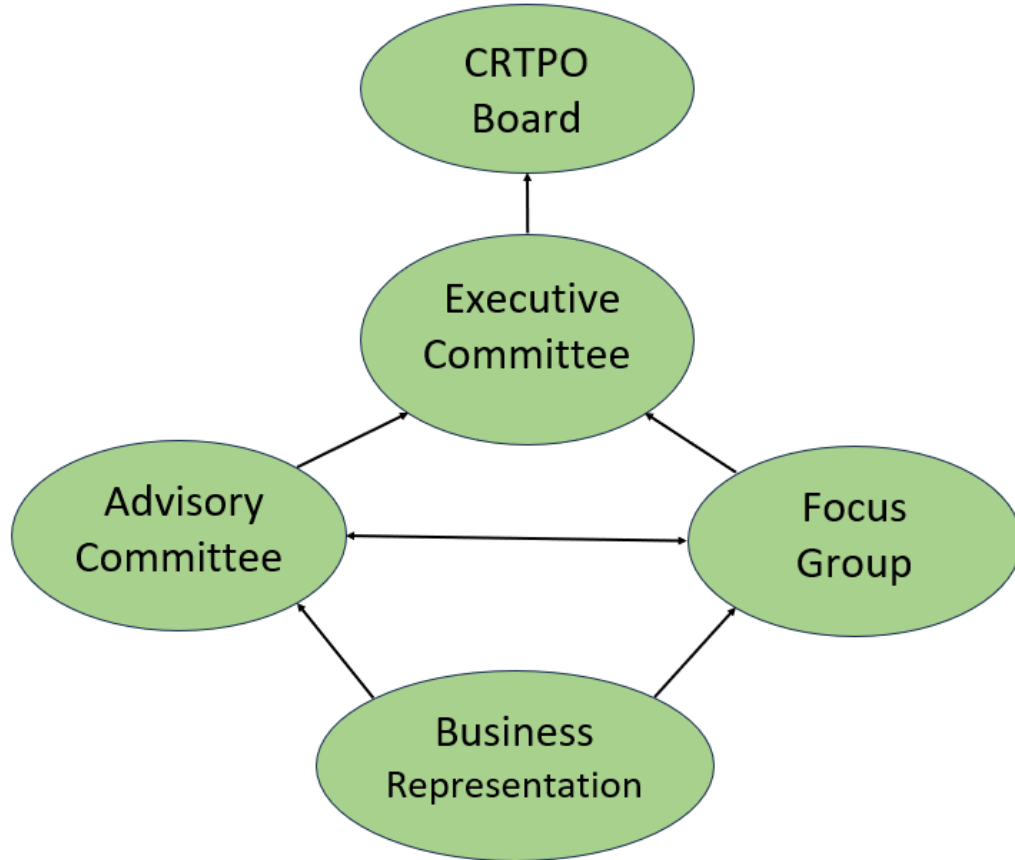 CRTPO
Board
Executive
Committee
Advisory
Committee
Focus
Group
Business
Representation